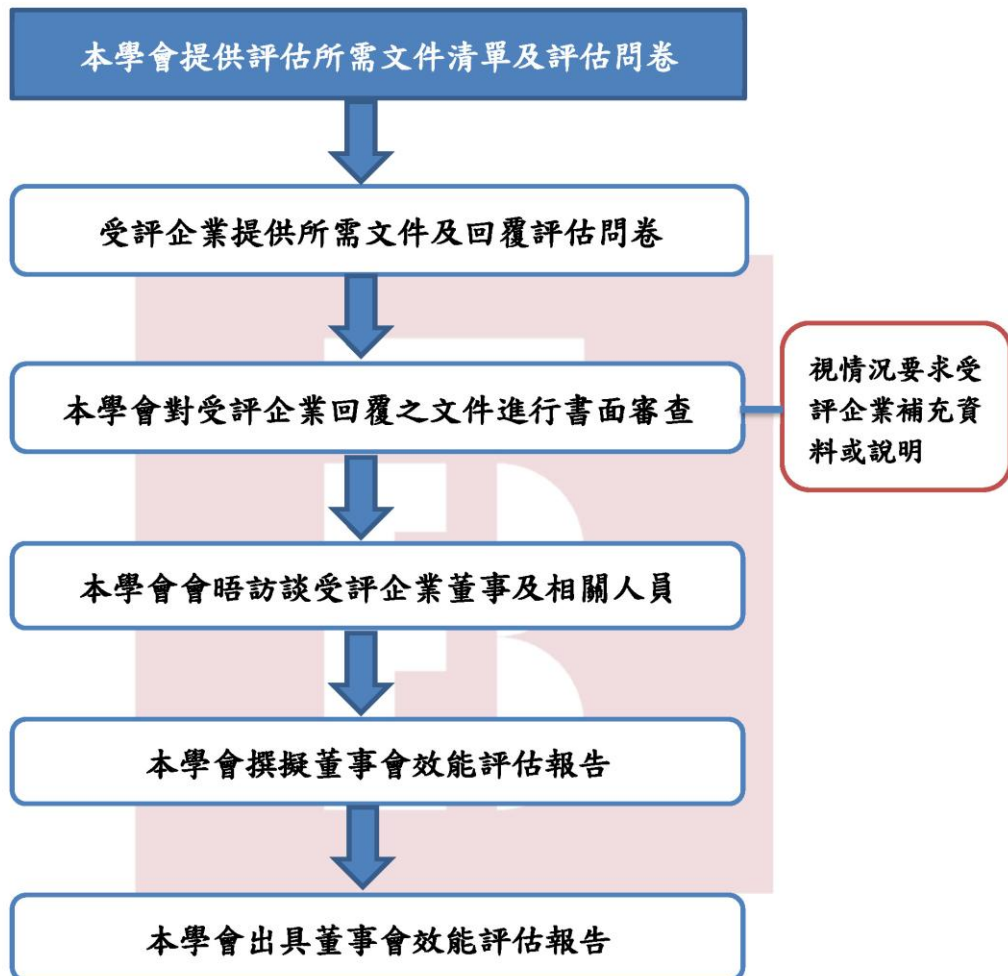 本學會提供評估所需文件清單及評估問卷
受評企業提供所需文件及回覆評估問卷
本學會對受評企業回覆之文件進行書面審查
視情況要求受
評企業補充資
料或說明
本學會會晤訪談受評企業董事及相關人員
本學會撰擬董事會效能評估報告
本學會出具董事會效能評估報告